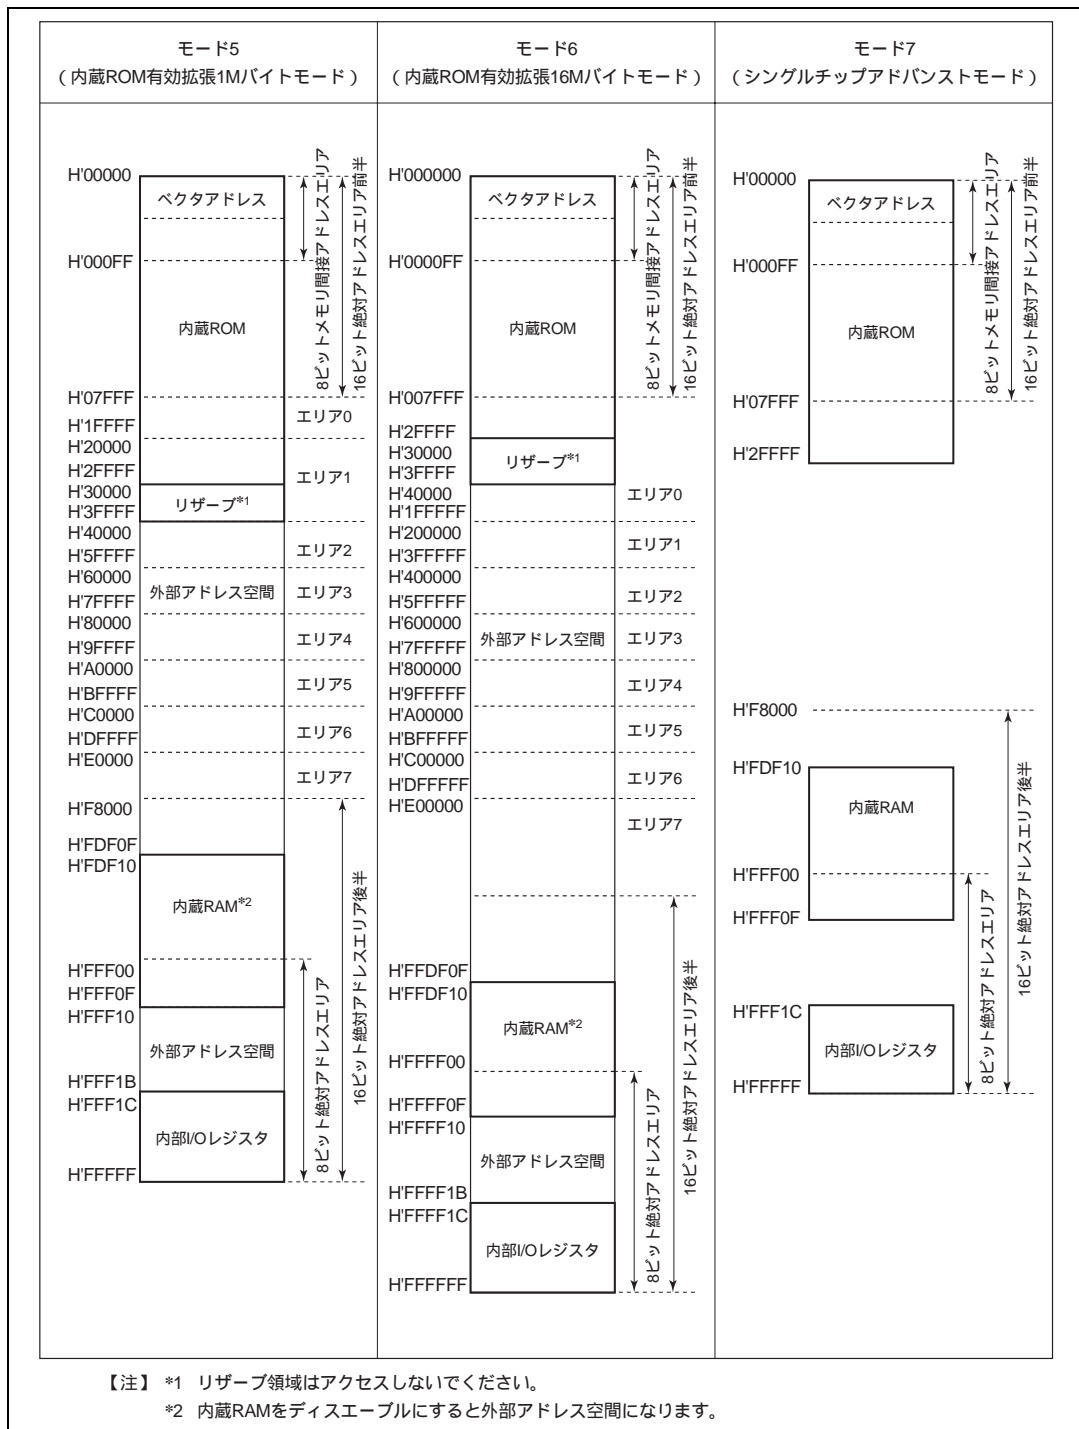 モード5
(内蔵ROM有効拡張1Mバイトモード)
H'00000
ベクタアドレス
H'000FF
内蔵ROM
H'07FFF
H'1FFFF
エリア0
H'20000
H'2FFFF
エリア1
H'30000
リザーブ*1
H'3FFFF
H'40000
エリア2
H'5FFFF
H'60000
外部アドレス空間
エリア3
H'7FFFF
H'80000
エリア4
H'9FFFF
H'A0000
エリア5
H'BFFFF
H'C0000
エリア6
H'DFFFF
H'E0000
エリア7
H'F8000
H'FDF0F
H'FDF10
内蔵RAM*2
H'FFF00
H'FFF0F
H'FFF10
外部アドレス空間
H'FFF1B
H'FFF1C
内部I/Oレジスタ
H'FFFFF
8ビットメモリ間接アドレスエリア
16ビット絶対アドレスエリア前半
8ビット絶対アドレスエリア
16ビット絶対アドレスエリア後半
モード6
(内蔵ROM有効拡張16Mバイトモード)
H'000000
ベクタアドレス
H'0000FF
内蔵ROM
H'007FFF
H'2FFFF
H'30000
リザーブ*1
H'3FFFF
H'40000
エリア0
H'1FFFFF
H'200000
エリア1
H'3FFFFF
H'400000
エリア2
H'5FFFFF
H'600000
外部アドレス空間
エリア3
H'7FFFFF
H'800000
エリア4
H'9FFFFF
H'A00000
エリア5
H'BFFFFF
H'C00000
エリア6
H'DFFFFF
H'E00000
エリア7
H'FFDF0F
H'FFDF10
内蔵RAM*2
H'FFFF00
H'FFFF0F
H'FFFF10
外部アドレス空間
H'FFFF1B
H'FFFF1C
内部I/Oレジスタ
H'FFFFFF
8ビットメモリ間接アドレスエリア
16ビット絶対アドレスエリア前半
8ビット絶対アドレスエリア
16ビット絶対アドレスエリア後半
モード7
(シングルチップアドバンストモード)
H'00000
ベクタアドレス
H'000FF
内蔵ROM
H'07FFF
H'2FFFF
H'F8000
H'FDF10
内蔵RAM
H'FFF00
H'FFF0F
H'FFF1C
内部I/Oレジスタ
H'FFFFF
8ビットメモリ間接アドレスエリア
16ビット絶対アドレスエリア前半
8ビット絶対アドレスエリア
16ビット絶対アドレスエリア後半
【注】 *1 リザーブ領域はアクセスしないでください。
*2 内蔵RAMをディスエーブルにすると外部アドレス空間になります。